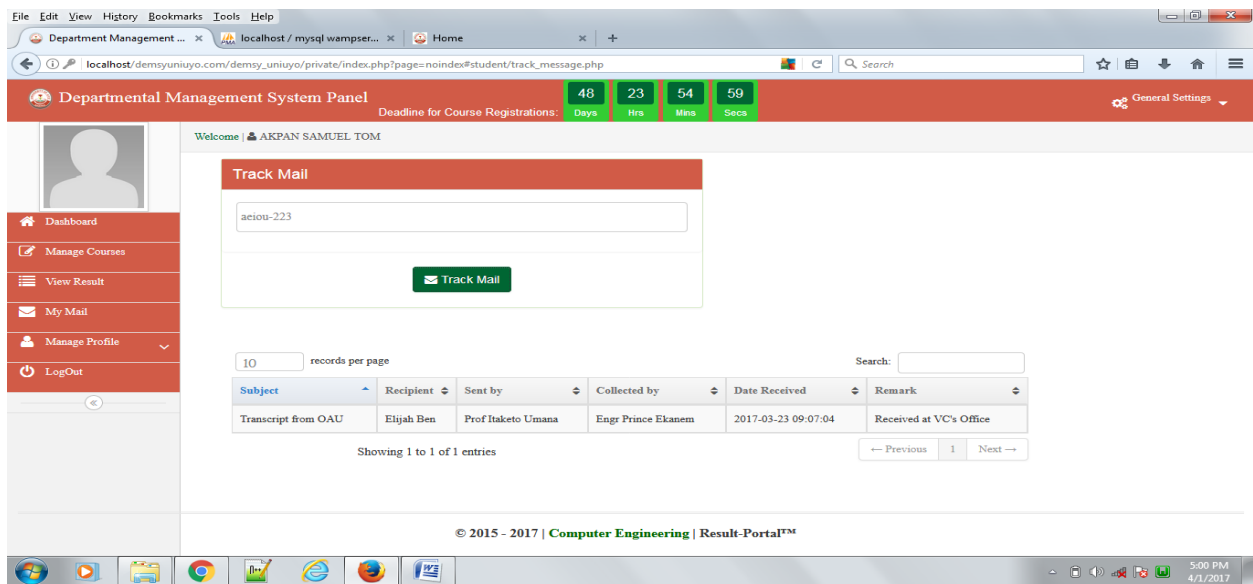 File Edit View History Bookmarks Tools Help
Department Management ... × localhost / mysql wampser... × Home × +
localhost/demsyuniuyo.com/demsy_uniuyo/private/index.php?page=noindex#student/track_message.php Search
Departmental Management System Panel
Deadline for Course Registrations:
48 23 54 59
Days Hrs Mins Secs
General Settings
Welcome | AKPAN SAMUEL TOM
Dashboard
Manage Courses
View Result
My Mail
Manage Profile
LogOut
Track Mail
aeiou-223
Track Mail
10 records per page Search:
Subject Recipient Sent by Collected by Date Received Remark
Transcript from OAU Elijah Ben Prof Itaketo Umana Engr Prince Ekanem 2017-03-23 09:07:04 Received at VC's Office
Showing 1 to 1 of 1 entries ← Previous 1 Next →
© 2015 - 2017 | Computer Engineering | Result-Portal™
5:00 PM
4/1/2017